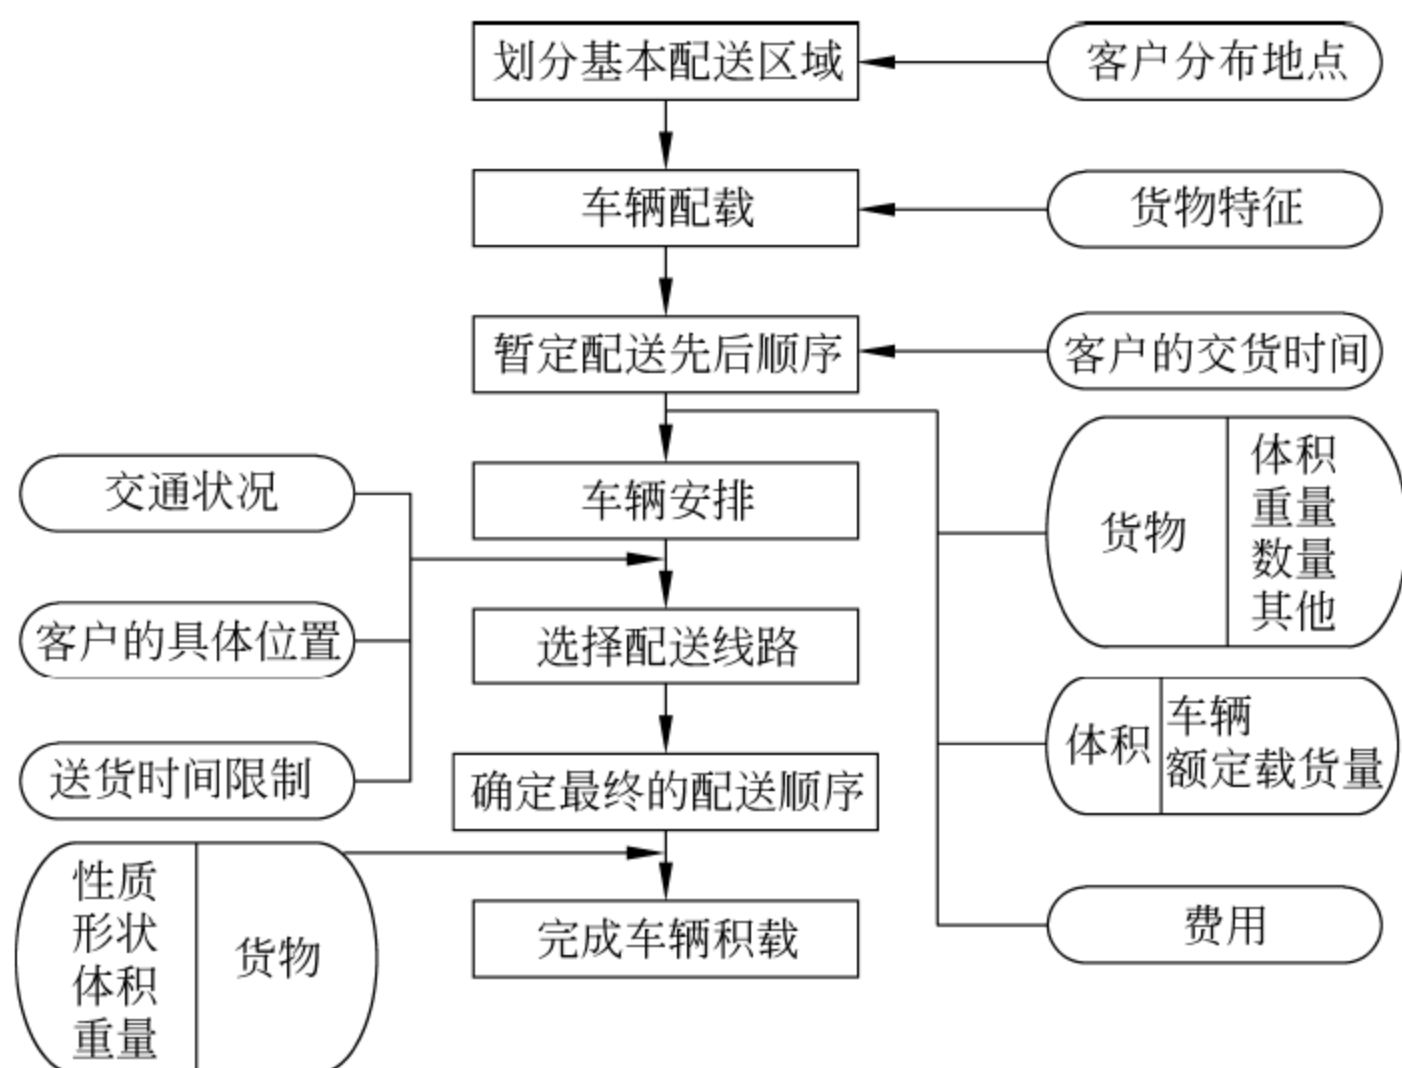 划分基本配送区域
客户分布地点
车辆配载
货物特征
暂定配送先后顺序
客户的交货时间
交通状况
车辆安排
货物
体积
重量
数量
其他
客户的具体位置
选择配送线路
送货时间限制
确定最终的配送顺序
体积
车辆
额定载货量
性质
形状
体积
重量
货物
完成车辆积载
费用